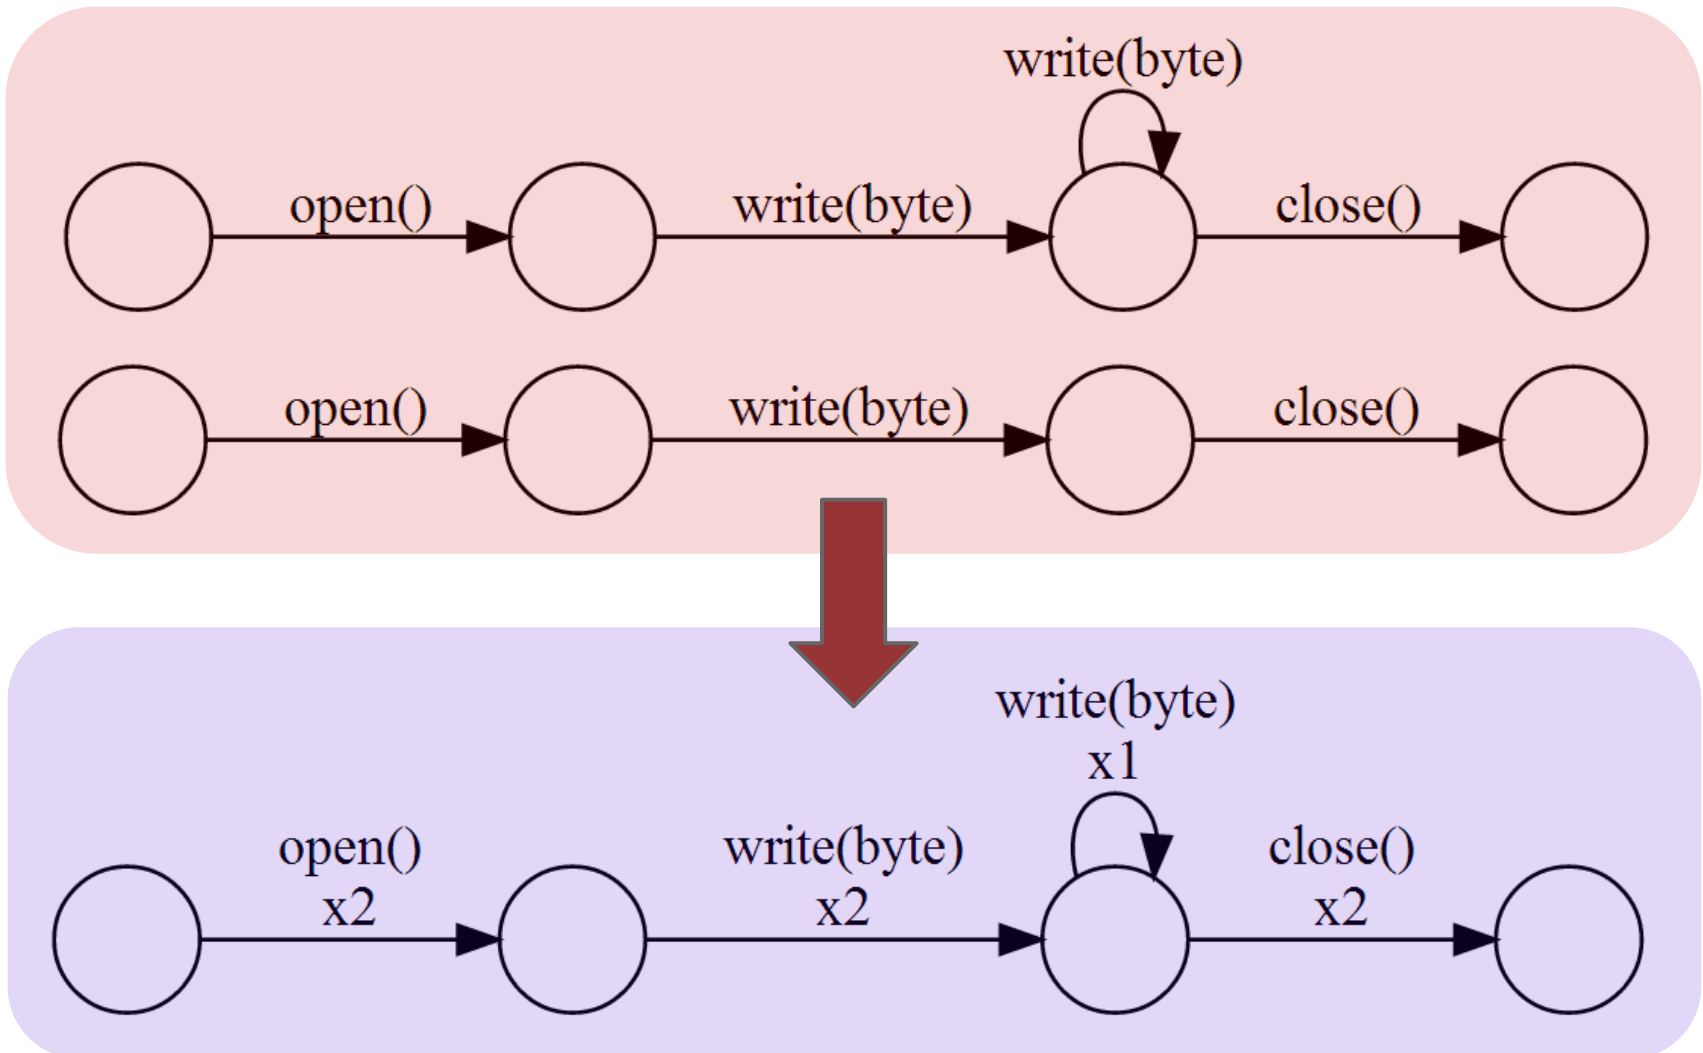 write(byte)
open() write(byte) close()
open() write(byte) close()
write(byte)
x1
open() write(byte) close()
x2 x2 x2